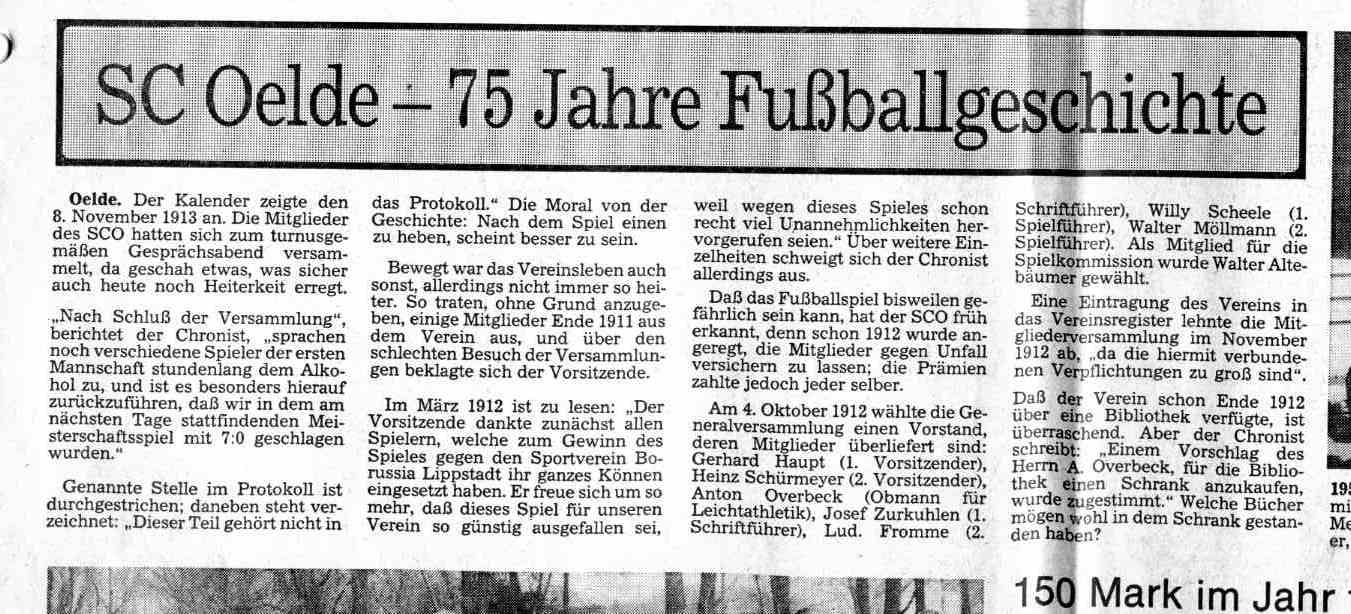 SC Oelde – 75 Jahre Fußballgeschichte
Oelde. Der Kalender zeigte den
8. November 1913 an. Die Mitglieder
des SCO hatten sich zum turnusge-
mäßen Gesprächsabend versam-
melt, da geschah etwas, was sicher
auch heute noch Heiterkeit erregt.
„Nach Schluß der Versammlung“,
berichtet der Chronist, „sprachen
noch verschiedene Spieler der ersten
Mannschaft stundenlang dem Alko-
hol zu, und ist es besonders hierauf
zurückzuführen, daß wir in dem am
nächsten Tage stattfindenden Mei-
sterschaftsspiel mit 7:0 geschlagen
wurden.“
Genannte Stelle im Protokoll ist
durchgestrichen; daneben steht ver-
zeichnet: „Dieser Teil gehört nicht in
das Protokoll.“ Die Moral von der
Geschichte: Nach dem Spiel einen
zu heben, scheint besser zu sein.
Bewegt war das Vereinsleben auch
sonst, allerdings nicht immer so hei-
ter. So traten, ohne Grund anzuge-
ben, einige Mitglieder Ende 1911 aus
dem Verein aus, und über den
schlechten Besuch der Versammlun-
gen beklagte sich der Vorsitzende.
Im März 1912 ist zu lesen: „Der
Vorsitzende dankte zunächst allen
Spielern, welche zum Gewinn des
Spieles gegen den Sportverein Bo-
russia Lippstadt ihr ganzes Können
eingesetzt haben. Er freue sich um so
mehr, daß dieses Spiel für unseren
Verein so günstig ausgefallen sei,
weil wegen dieses Spieles schon
recht viel Unannehmlichkeiten her-
vorgerufen seien.“ Über weitere Ein-
zelheiten schweigt sich der Chronist
allerdings aus.
Daß das Fußballspiel bisweilen ge-
fährlich sein kann, hat der SCO früh
erkannt, denn schon 1912 wurde an-
geregt, die Mitglieder gegen Unfall
versichern zu lassen; die Prämien
zahlte jedoch jeder selber.
Am 4. Oktober 1912 wählte die Ge-
neralversammlung einen Vorstand,
deren Mitglieder überliefert sind:
Gerhard Haupt (1. Vorsitzender),
Heinz Schürmeyer (2. Vorsitzender),
Anton Overbeck (Obmann für
Leichtathletik), Josef Zurkuhlen (1.
Schriftführer), Lud. Fromme (2.
Schriftführer), Willy Scheele (1.
Spielführer), Walter Möllmann (2.
Spielführer). Als Mitglied für die
Spielkommission wurde Walter Alte-
bäumer gewählt.
Eine Eintragung des Vereins in
das Vereinsregister lehnte die Mit-
gliederversammlung im November
1912 ab, „da die hiermit verbunde-
nen Verpflichtungen zu groß sind“.
Daß der Verein schon Ende 1912
über eine Bibliothek verfügte, ist
überraschend. Aber der Chronist
schreibt: „Einem Vorschlag des
Herrn A. Overbeck, für die Biblio-
thek einen Schrank anzukaufen,
wurde zugestimmt.“ Welche Bücher
mögen wohl in dem Schrank gestan-
den haben?
150 Mark im Jahr
195
mi
Me
er,